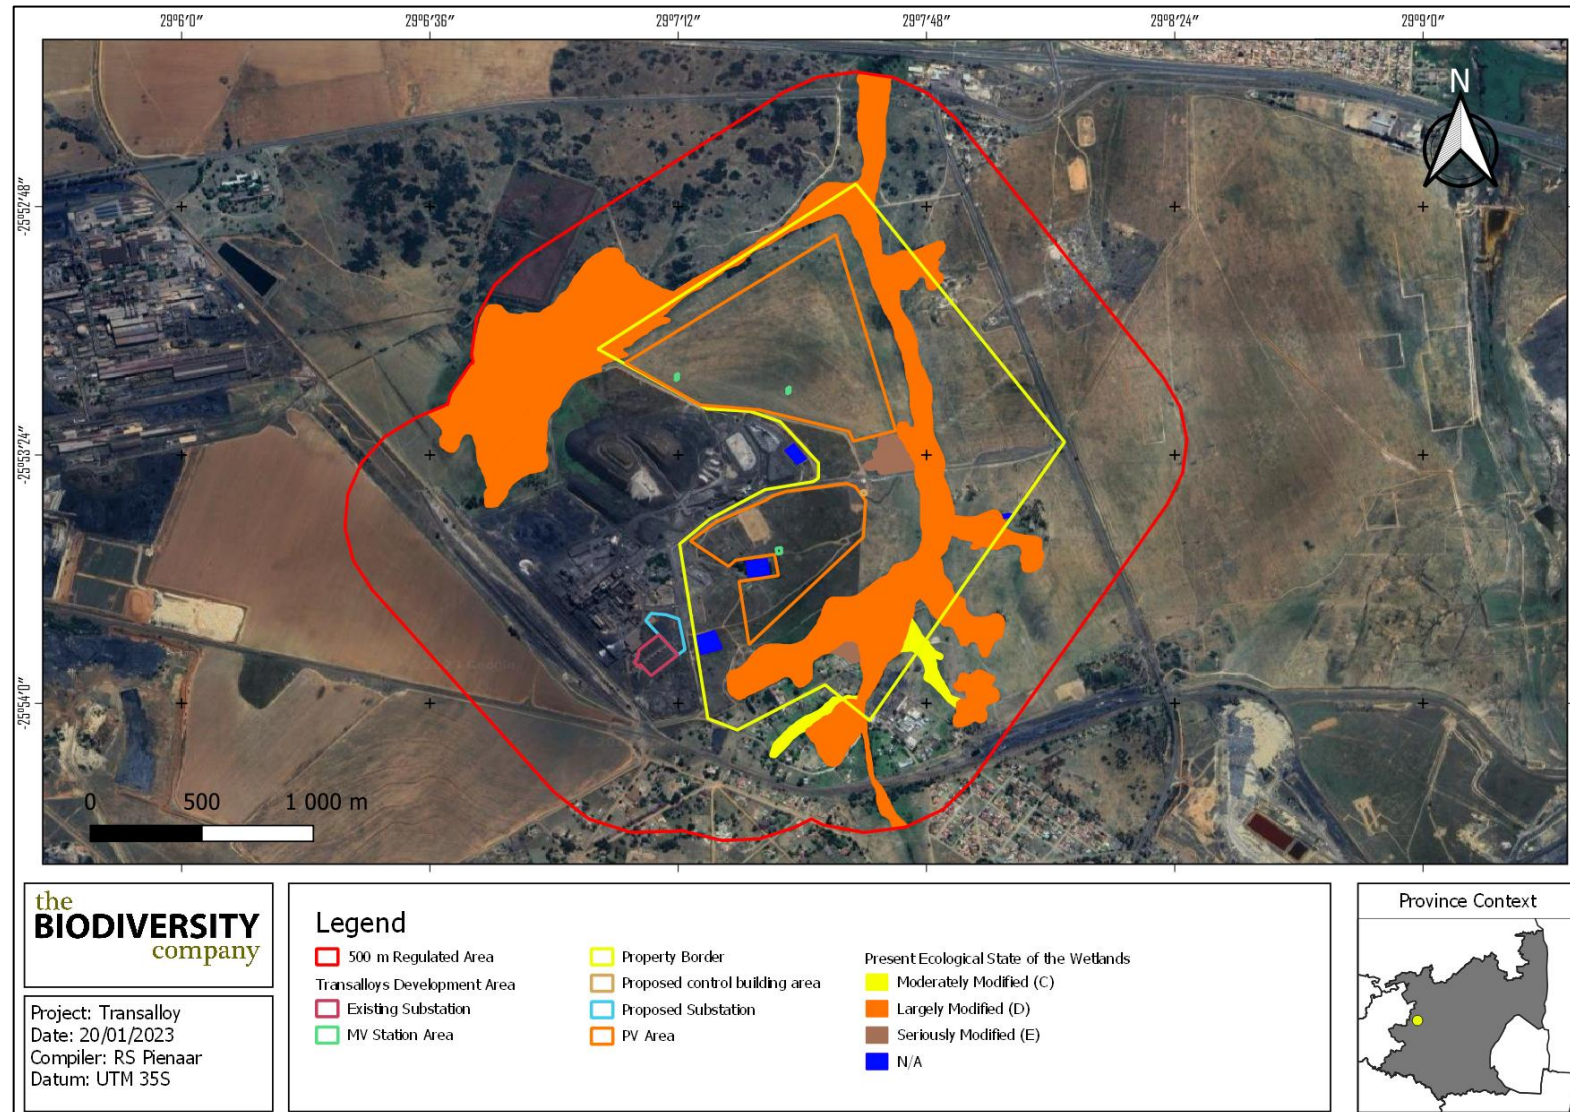 29°6'0" 29°6'36" 29°7'12" 29°7'48" 29°8'24" 29°9'0"
N
-25°52'48"
-25°53'24"
-25°54'0"
0 500 1 000 m
the
BIODIVERSITY
company
Project: Transalloy
Date: 20/01/2023
Compiler: RS Pienaar
Datum: UTM 35S
Legend
500 m Regulated Area
Transalloys Development Area
Existing Substation
MV Station Area
Property Border
Proposed control building area
Proposed Substation
PV Area
Present Ecological State of the Wetlands
Moderately Modified (C)
Largely Modified (D)
Seriously Modified (E)
N/A
Province Context